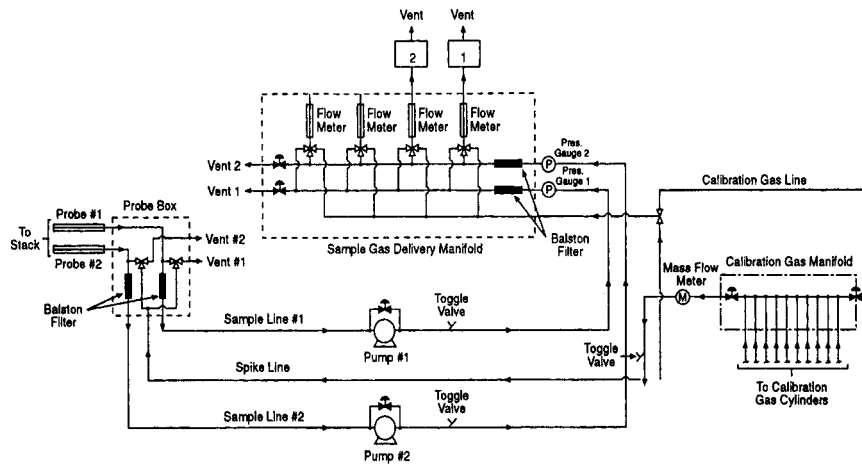 Vent
Vent
2
1
Flow
Meter
Flow
Meter
Flow
Meter
Flow
Meter
Pres.
Gauge 2
P
Vent 2
Pres.
Gauge 1
P
Vent 1
Calibration Gas Line
Probe Box
Probe #1
To
Stack
Probe #2
Vent #2
Vent #1
Balston
Filter
Sample Gas Delivery Manifold
Balston
Filter
Mass Flow
Meter
M
Calibration Gas Manifold
Sample Line #1
Toggle
Valve
Pump #1
Toggle
Valve
Spike Line
To Calibration
Gas Cylinders
Sample Line #2
Toggle
Valve
Pump #2